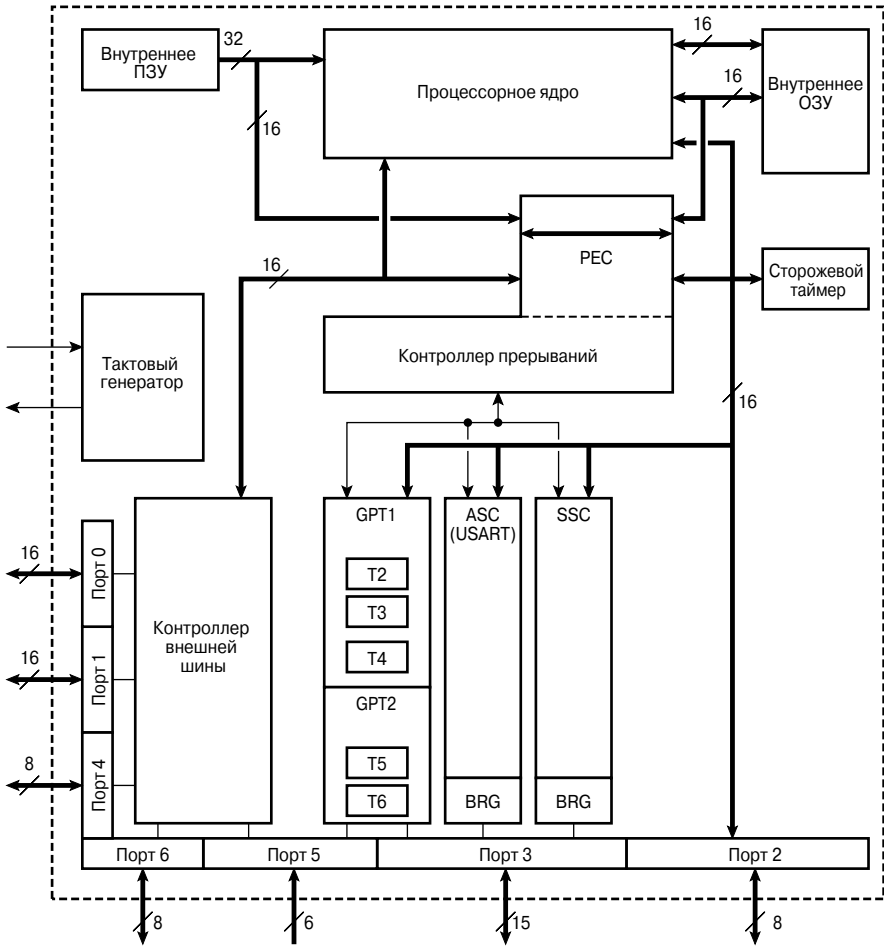 32
16
Внутреннее
ПЗУ
Процессорное ядро
16
Внутреннее
ОЗУ
16
PEC
16
Сторожевой
таймер
Тактовый
генератор
Контроллер прерываний
16
GPT1
ASC
(USART)
SSC
16
Порт 0
T2
T3
Контроллер
внешней
шины
16
Порт 1
T4
GPT2
8
Порт 4
T5
T6
BRG
BRG
Порт 6
Порт 5
Порт 3
Порт 2
8
6
15
8